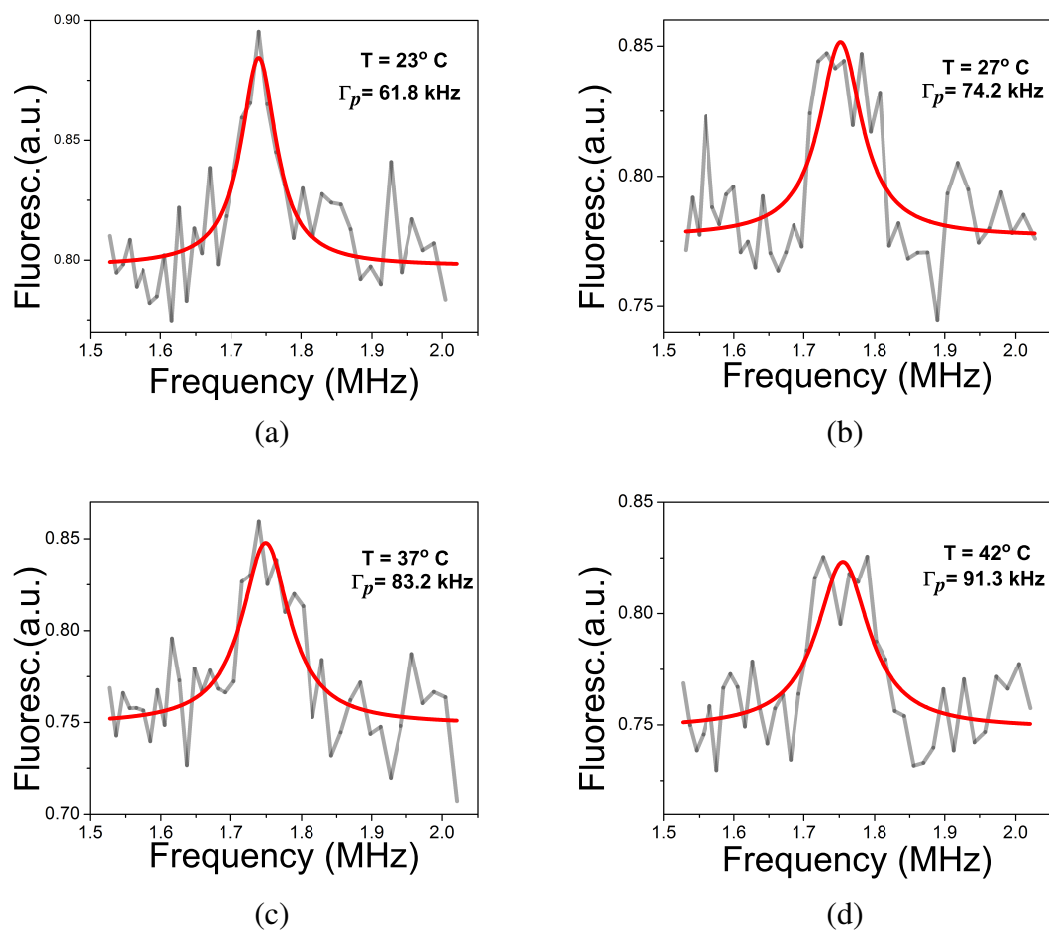 0.90
0.85
0.80
Fluoresc.(a.u.)
T = 23° C
Γp= 61.8 kHz
1.5 1.6 1.7 1.8 1.9 2.0
Frequency (MHz)
(a)
0.85
0.80
0.75
Fluoresc.(a.u.)
T = 27° C
Γp= 74.2 kHz
1.5 1.6 1.7 1.8 1.9 2.0
Frequency (MHz)
(b)
0.85
0.80
0.75
0.70
Fluoresc.(a.u.)
T = 37° C
Γp= 83.2 kHz
1.5 1.6 1.7 1.8 1.9 2.0
Frequency (MHz)
(c)
0.85
0.80
0.75
Fluoresc.(a.u.)
T = 42° C
Γp= 91.3 kHz
1.5 1.6 1.7 1.8 1.9 2.0
Frequency (MHz)
(d)